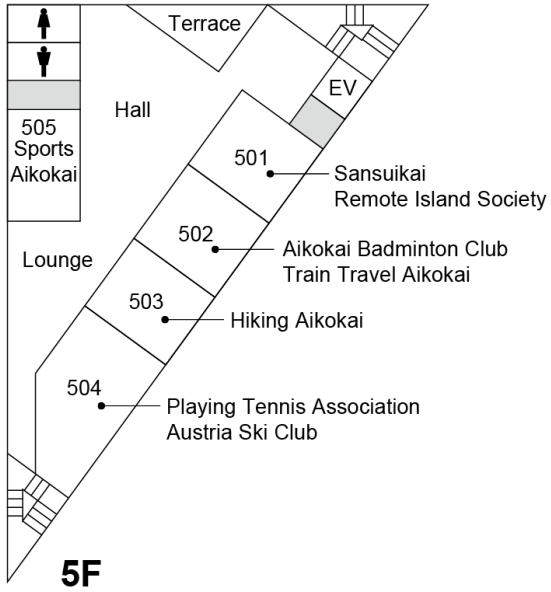 Terrace
EV
Hall
505
Sports
Aikokai
501
Sansuikai
Remote Island Society
502
Aikokai Badminton Club
Train Travel Aikokai
Lounge
503
Hiking Aikokai
504
Playing Tennis Association
Austria Ski Club
5F